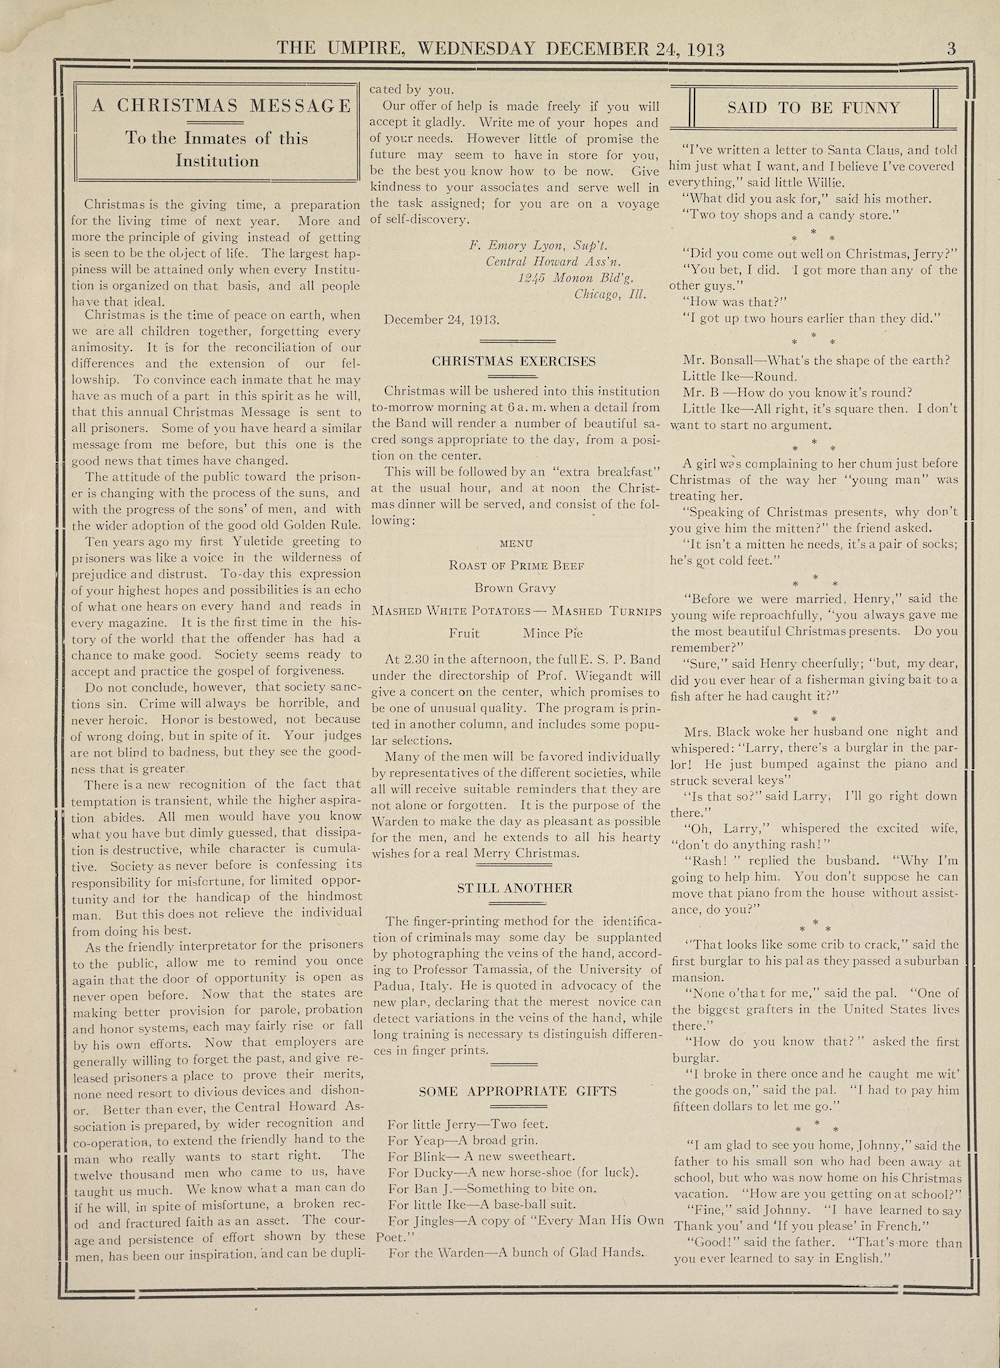 THE UMPIRE, WEDNESDAY DECEMBER 24, 1913
3
A CHRISTMAS MESSAGE
To the Inmates of this
Institution
Christmas is the giving time, a preparation
for the living time of next year. More and
more the principle of giving instead of getting
is seen to be the object of life. The largest hap-
piness will be attained only when every Institu-
tion is organized on that basis, and all people
have that ideal.
Christmas is the time of peace on earth, when
we are all children together, forgetting every
animosity. It is for the reconciliation of our
differences and the extension of our fel-
lowship. To convince each inmate that he may
have as much of a part in this spirit as he will,
that this annual Christmas Message is sent to
all prisoners. Some of you have heard a similar
message from me before, but this one is the
good news that times have changed.
The attitude of the public toward the prison-
er is changing with the process of the suns, and
with the progress of the sons' of men, and with
the wider adoption of the good old Golden Rule.
Ten years ago my first Yuletide greeting to
prisoners was like a voice in the wilderness of
prejudice and distrust. To-day this expression
of your highest hopes and possibilities is an echo
of what one hears on every hand and reads in
every magazine. It is the first time in the his-
tory of the world that the offender has had a
chance to make good. Society seems ready to
accept and practice the gospel of forgiveness.
Do not conclude, however, that society sanc-
tions sin. Crime will always be horrible, and
never heroic. Honor is bestowed, not because
of wrong doing, but in spite of it. Your judges
are not blind to badness, but they see the good-
ness that is greater
There is a new recognition of the fact that
temptation is transient, while the higher aspira-
tion abides. All men would have you know
what you have but dimly guessed, that dissipa-
tion is destructive, while character is cumula-
tive. Society as never before is confessing its
responsibility for misfortune, for limited oppor-
tunity and for the handicap of the hindmost
man. But this does not relieve the individual
from doing his best.
As the friendly interpretator for the prisoners
to the public, allow me to remind you once
again that the door of opportunity is open as
never open before. Now that the states are
making better provision for parole, probation
and honor systems, each may fairly rise or fall
by his own efforts. Now that employers are
generally willing to forget the past, and give re-
leased prisoners a place to prove their merits,
none need resort to divious devices and dishon-
or. Better than ever, the Central Howard As-
sociation is prepared, by wider recognition and
co-operation, to extend the friendly hand to the
man who really wants to start right. The
twelve thousand men who came to us, have
taught us much. We know what a man can do
if he will, in spite of misfortune, a broken rec-
od and fractured faith as an asset. The cour-
age and persistence of effort shown by these
men, has been our inspiration, and can be dupli-
cated by you.
Our offer of help is made freely if you will
accept it gladly. Write me of your hopes and
of your needs. However little of promise the
future may seem to have in store for you,
be the best you know how to be now. Give
kindness to your associates and serve well in
the task assigned; for you are on a voyage
of self-discovery.
F. Emory Lyon, Sup't.
Central Howard Ass'n.
1245 Monon Bld'g.
Chicago, Ill.
December 24, 1913.
CHRISTMAS EXERCISES
Christmas will be ushered into this institution
to-morrow morning at 6 a. m. when a detail from
the Band will render a number of beautiful sa-
cred songs appropriate to the day, from a posi-
tion on the center.
This will be followed by an "extra breakfast"
at the usual hour, and at noon the Christ-
mas dinner will be served, and consist of the fol-
lowing:
MENU
ROAST OF PRIME BEEF
Brown Gravy
MASHED WHITE POTATOES— MASHED TURNIPS
Fruit Mince Pie
At 2.30 in the afternoon, the full E. S. P. Band
under the directorship of Prof. Wiegandt will
give a concert on the center, which promises to
be one of unusual quality. The program is prin-
ted in another column, and includes some popu-
lar selections.
Many of the men will be favored individually
by representatives of the different societies, while
all will receive suitable reminders that they are
not alone or forgotten. It is the purpose of the
Warden to make the day as pleasant as possible
for the men, and he extends to all his hearty
wishes for a real Merry Christmas.
STILL ANOTHER
The finger-printing method for the identifica-
tion of criminals may some day be supplanted
by photographing the veins of the hand, accord-
ing to Professor Tamassia, of the University of
Padua, Italy. He is quoted in advocacy of the
new plan, declaring that the merest novice can
detect variations in the veins of the hand, while
long training is necessary ts distinguish differen-
ces in finger prints.
SOME APPROPRIATE GIFTS
For little Jerry—Two feet.
For Yeap—A broad grin.
For Blink— A new sweetheart.
For Ducky—A new horse-shoe (for luck).
For Ban J.—Something to bite on.
For little Ike—A base-ball suit.
For Jingles—A copy of "Every Man His Own
Poet."
For the Warden—A bunch of Glad Hands.
SAID TO BE FUNNY
"I've written a letter to Santa Claus, and told
him just what I want, and I believe I've covered
everything," said little Willie.
"What did you ask for," said his mother.
"Two toy shops and a candy store."
* * *
"Did you come out well on Christmas, Jerry?"
"You bet, I did. I got more than any of the
other guys."
"How was that?"
"I got up two hours earlier than they did."
* * *
Mr. Bonsall—What's the shape of the earth?
Little Ike—Round.
Mr. B —How do you know it's round?
Little Ike—All right, it's square then. I don't
want to start no argument.
* * *
A girl was complaining to her chum just before
Christmas of the way her "young man" was
treating her.
"Speaking of Christmas presents, why don't
you give him the mitten?" the friend asked.
"It isn't a mitten he needs, it's a pair of socks;
he's got cold feet."
* * *
"Before we were married, Henry," said the
young wife reproachfully, "you always gave me
the most beautiful Christmas presents. Do you
remember?"
"Sure," said Henry cheerfully; "but, my dear,
did you ever hear of a fisherman giving bait to a
fish after he had caught it?"
* * *
Mrs. Black woke her husband one night and
whispered: "Larry, there's a burglar in the par-
lor! He just bumped against the piano and
struck several keys"
"Is that so?" said Larry, I'll go right down
there."
"Oh, Larry," whispered the excited wife,
"don't do anything rash!"
"Rash! " replied the husband. "Why I'm
going to help him. You don't suppose he can
move that piano from the house without assist-
ance, do you?"
* * *
"That looks like some crib to crack," said the
first burglar to his pal as they passed a suburban
mansion.
"None o'that for me," said the pal. "One of
the biggest grafters in the United States lives
there."
"How do you know that?" asked the first
burglar.
"I broke in there once and he caught me wit'
the goods on," said the pal. "I had to pay him
fifteen dollars to let me go."
* * *
"I am glad to see you home, Johnny," said the
father to his small son who had been away at
school, but who was now home on his Christmas
vacation. "How are you getting on at school?"
"Fine," said Johnny. "I have learned to say
Thank you' and 'If you please' in French."
"Good!" said the father. "That's more than
you ever learned to say in English."